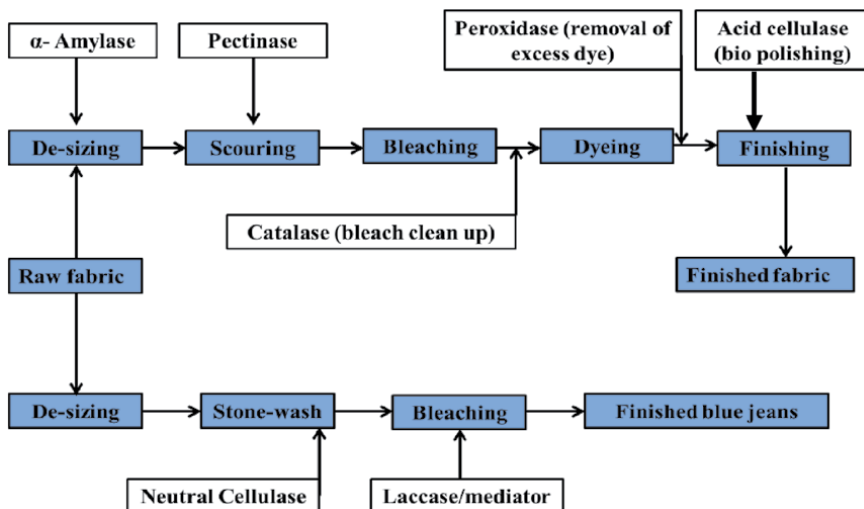 α- Amylase
Pectinase
Peroxidase (removal of
excess dye)
Acid cellulase
(bio polishing)
De-sizing
Scouring
Bleaching
Dyeing
Finishing
Catalase (bleach clean up)
Raw fabric
Finished fabric
De-sizing
Stone-wash
Bleaching
Finished blue jeans
Neutral Cellulase
Laccase/mediator